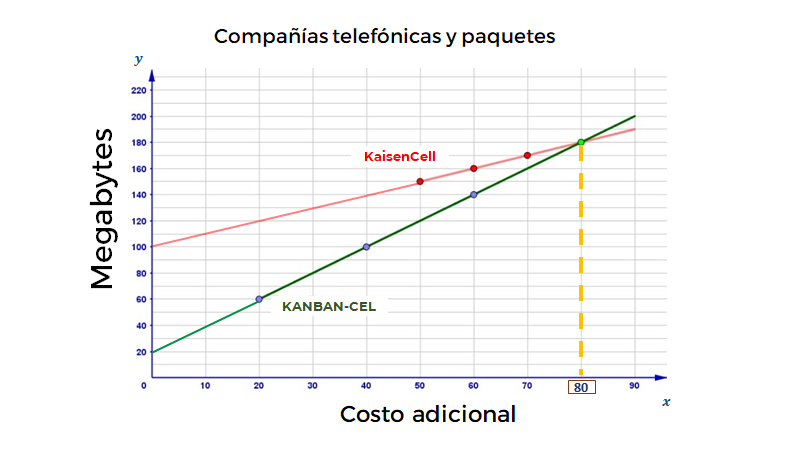 Compañías telefónicas y paquetes
y
Megabytes
220
200
180
160
140
120
100
80
60
40
20
KaisenCell
KANBAN-CEL
0 10 20 30 40 50 60 70 80 90
x
Costo adicional